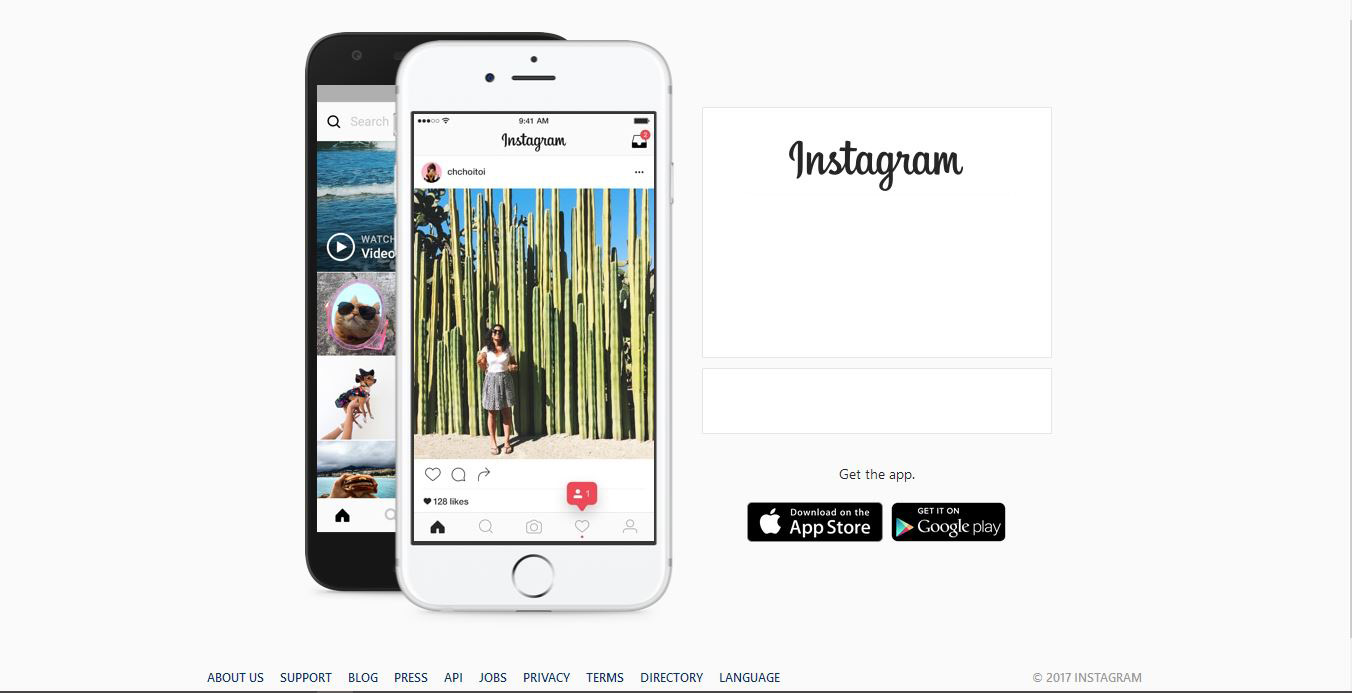 Search
WATCH
Video
9:41 AM
Instagram
2
chchoitoi
128 likes
1
Instagram
Get the app.
Download on the
App Store
GET IT ON
Google play
ABOUT US SUPPORT BLOG PRESS API JOBS PRIVACY TERMS DIRECTORY LANGUAGE
© 2017 INSTAGRAM